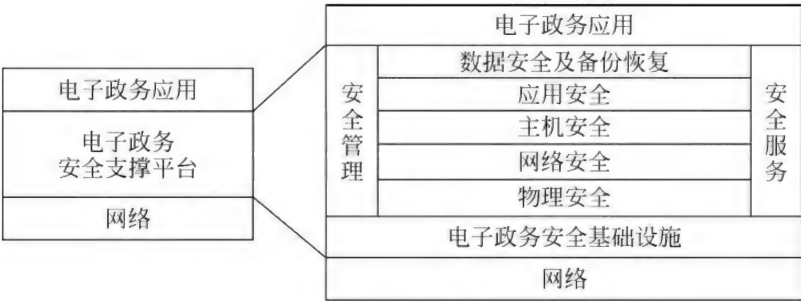 电子政务应用
电子政务
安全支撑平台
网络
电子政务应用
安全管理
数据安全及备份恢复
应用安全
主机安全
网络安全
物理安全
安全服务
电子政务安全基础设施
网络